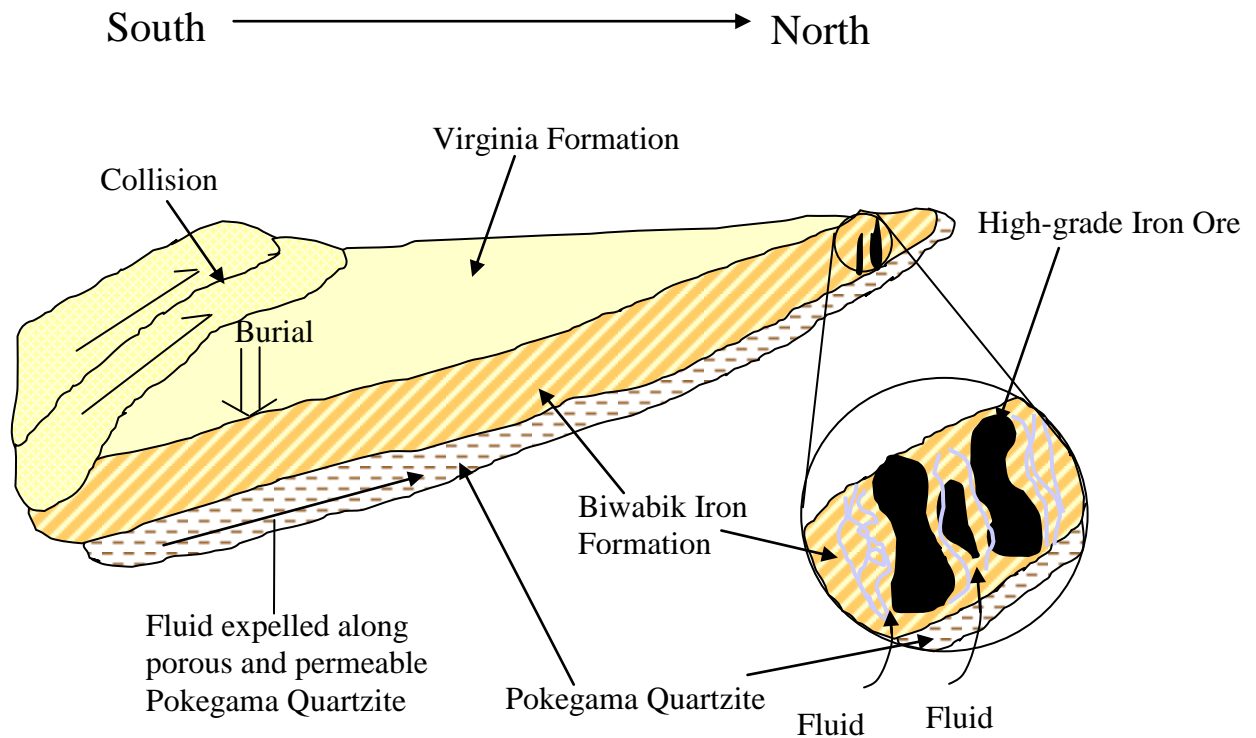 South
North
Virginia Formation
Collision
High-grade Iron Ore
Burial
Biwabik Iron
Formation
Fluid expelled along
porous and permeable
Pokegama Quartzite
Pokegama Quartzite
Fluid
Fluid